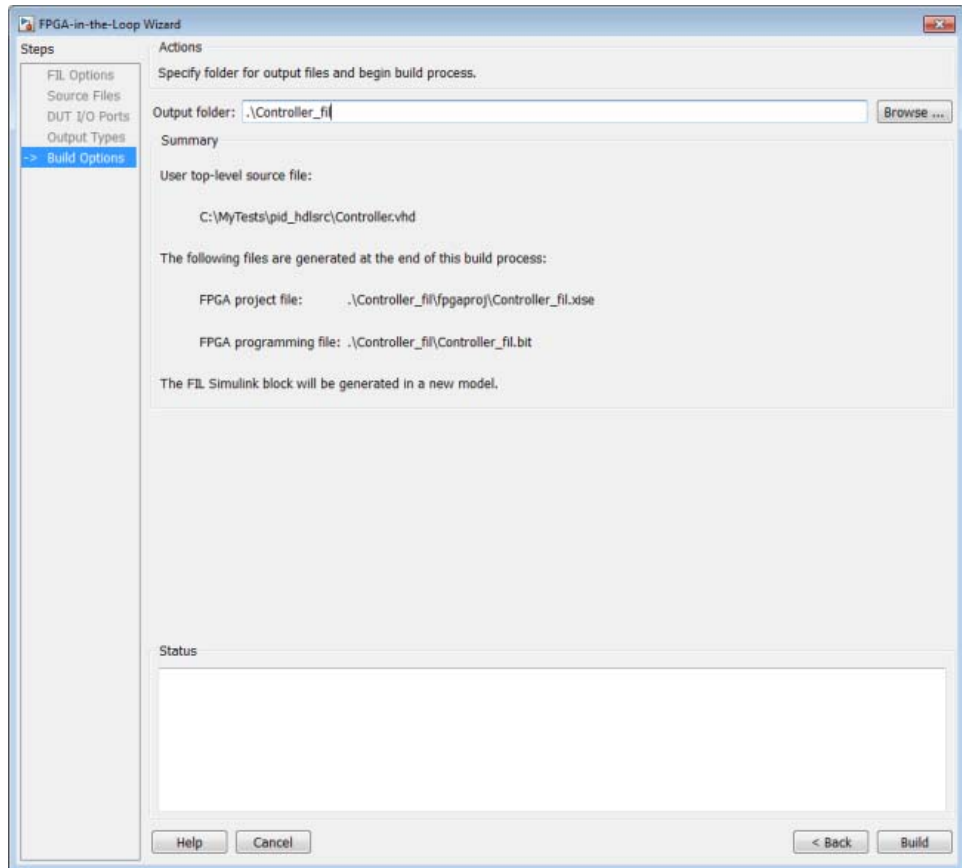 FPGA-in-the-Loop Wizard
Steps
FIL Options
Source Files
DUT I/O Ports
Output Types
-> Build Options
Actions
Specify folder for output files and begin build process.
Output folder: .\Controller_fil
Browse ...
Summary
User top-level source file:
C:\MyTests\pid_hdlsrc\Controller.vhd
The following files are generated at the end of this build process:
FPGA project file: .\Controller_fil\fpgaproj\Controller_fil.xise
FPGA programming file: .\Controller_fil\Controller_fil.bit
The FIL Simulink block will be generated in a new model.
Status
Help Cancel < Back Build